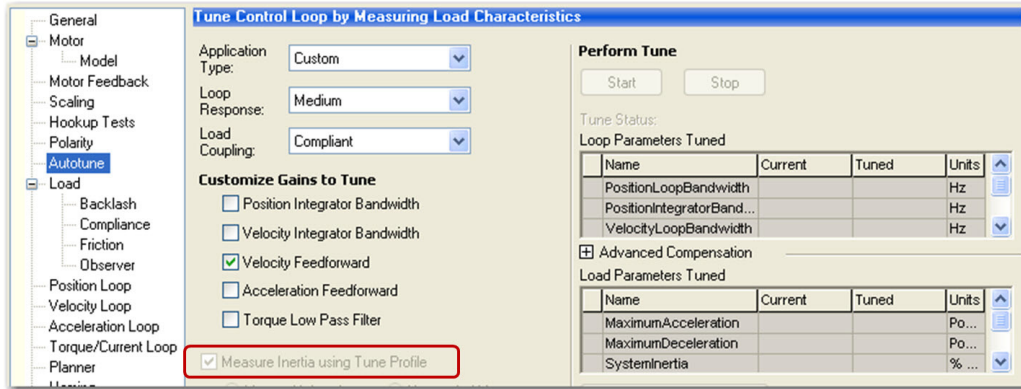 Tune Control Loop by Measuring Load Characteristics
General
Motor
Model
Motor Feedback
Scaling
Hookup Tests
Polarity
Autotune
Load
Backlash
Compliance
Friction
Observer
Position Loop
Velocity Loop
Acceleration Loop
Torque/Current Loop
Planner
Application
Type:
Custom
Loop
Response:
Medium
Load
Coupling:
Compliant
Customize Gains to Tune
Position Integrator Bandwidth
Velocity Integrator Bandwidth
Velocity Feedforward
Acceleration Feedforward
Torque Low Pass Filter
Measure Inertia using Tune Profile
Perform Tune
Start Stop
Tune Status:
Loop Parameters Tuned
Name Current Tuned Units
PositionLoopBandwidth Hz
PositionIntegratorBand... Hz
VelocityLoopBandwidth Hz
Advanced Compensation
Load Parameters Tuned
Name Current Tuned Units
MaximumAcceleration Po...
MaximumDeceleration Po...
SystemInertia % ...